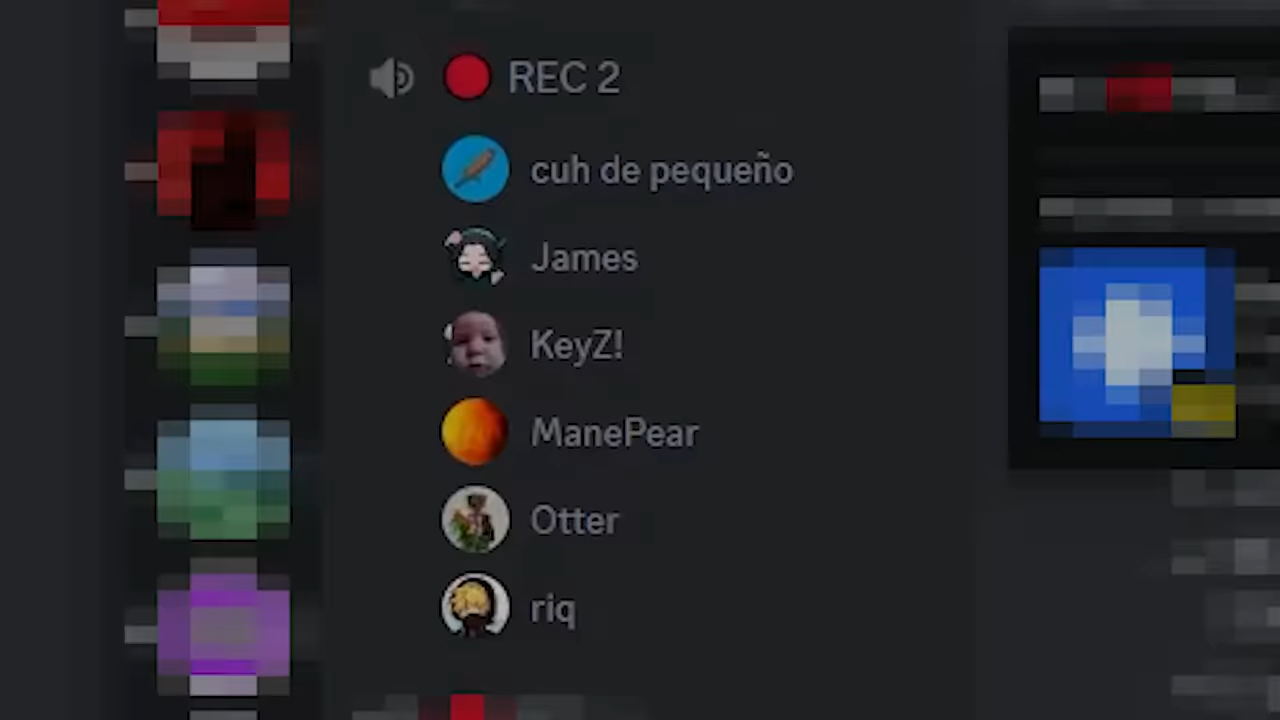 REC 2
cuh de pequeño
James
KeyZ!
ManePear
Otter
riq